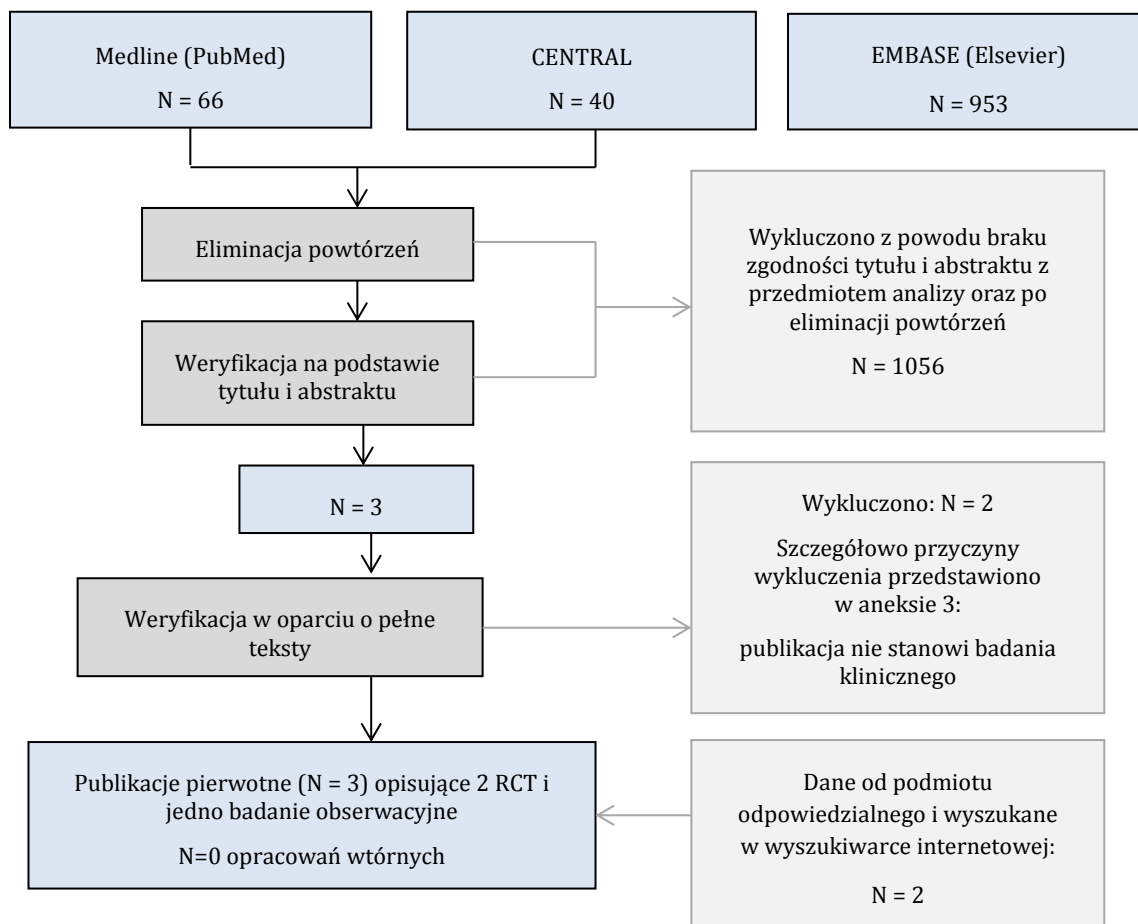 Medline (PubMed)
N = 66
CENTRAL
N = 40
EMBASE (Elsevier)
N = 953
Eliminacja powtórzeń
Weryfikacja na podstawie
tytułu i abstraktu
Wykluczono z powodu braku
zgodności tytułu i abstraktu z
przedmiotem analizy oraz po
eliminacji powtórzeń
N = 1056
N = 3
Weryfikacja w oparciu o pełne
teksty
Wykluczono: N = 2
Szczegółowo przyczyny
wykluczenia przedstawiono
w aneksie 3:
publikacja nie stanowi badania
klinicznego
Publikacje pierwotne (N = 3) opisujące 2 RCT i
jedno badanie obserwacyjne
N=0 opracowań wtórnych
Dane od podmiotu
odpowiedzialnego i wyszukane
w wyszukiwarce internetowej:
N = 2